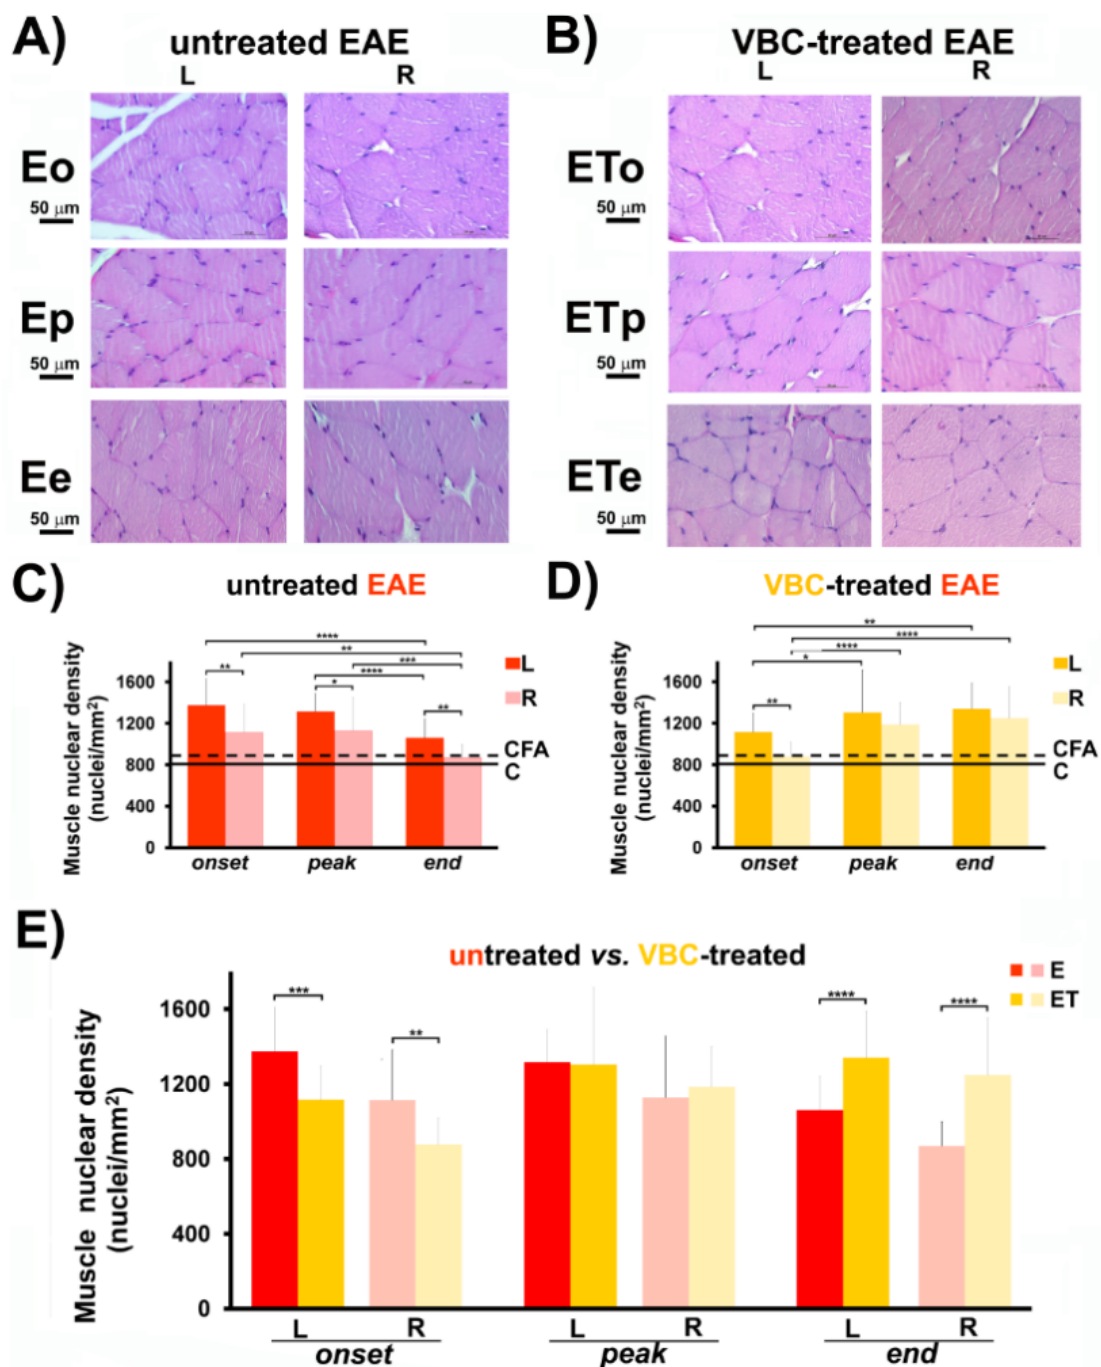 A) untreated EAE
L R
Eo
50 μm
Ep
50 μm
Ee
50 μm
B) VBC-treated EAE
L R
ETo
50 μm
ETp
50 μm
ETe
50 μm
C) untreated EAE
Muscle nuclear density
(nuclei/mm²)
1600
1200
800
400
0
****
**
***
****
**
*
**
L
R
CFA
C
onset peak end
D) VBC-treated EAE
Muscle nuclear density
(nuclei/mm²)
1600
1200
800
400
0
**
****
****
*
**
L
R
CFA
C
onset peak end
E) untreated vs. VBC-treated
Muscle nuclear density
(nuclei/mm²)
1600
1200
800
400
0
***
**
****
****
E
ET
L R L R L R
onset peak end